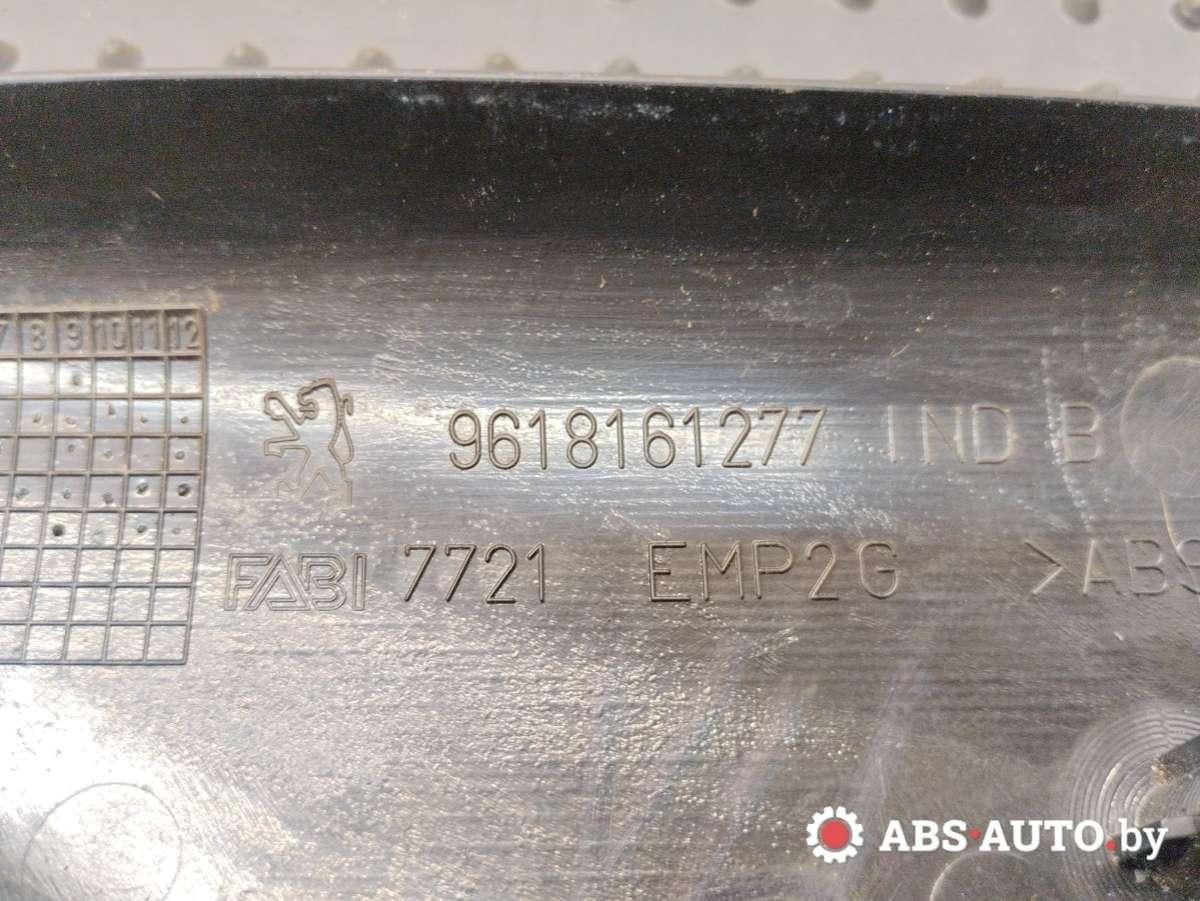 7 8 9 10 11 12
9618161277 IND B
FABI 7721 EMP2G >ABS
ABS·AUTO.by